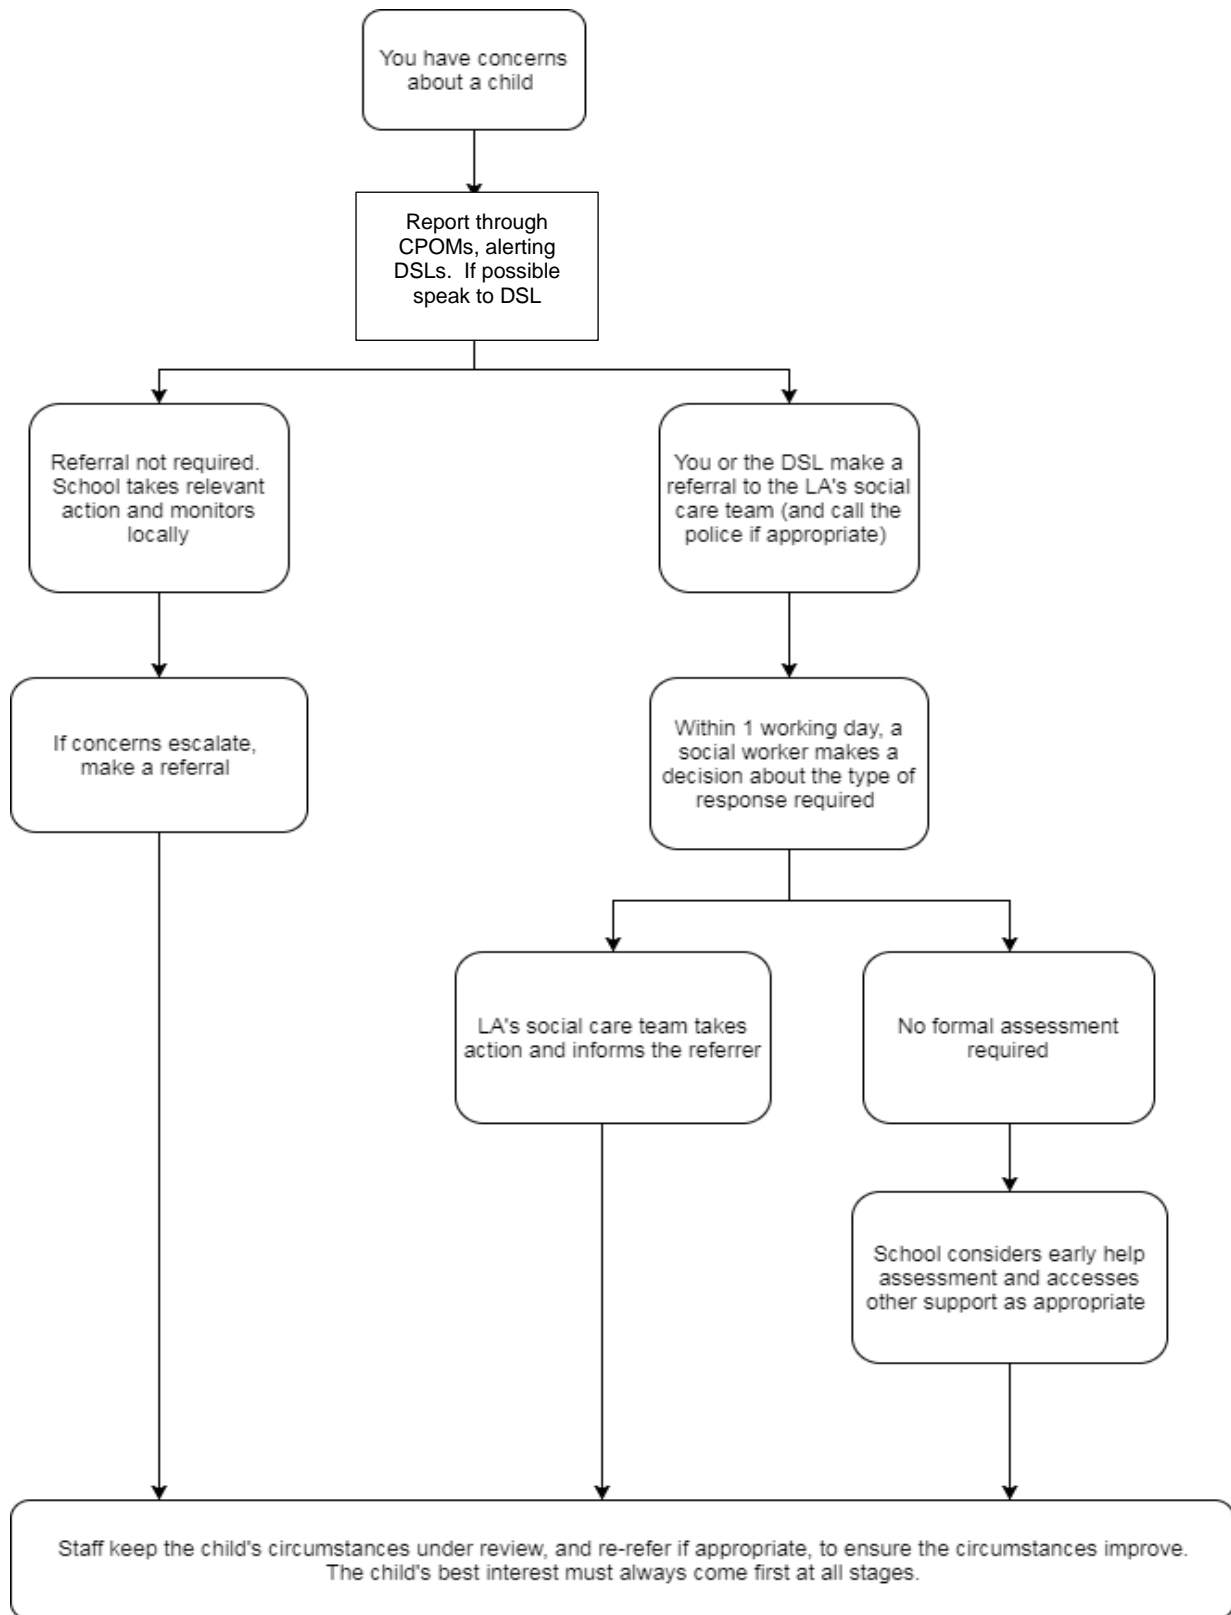 You have concerns
about a child
Report through
CPOMs, alerting
DSLs.  If possible
speak to DSL
Referral not required.
School takes relevant
action and monitors
locally
You or the DSL make a
referral to the LA's social
care team (and call the
police if appropriate)
If concerns escalate,
make a referral
Within 1 working day, a
social worker makes a
decision about the type of
response required
LA's social care team takes
action and informs the referrer
No formal assessment
required
School considers early help
assessment and accesses
other support as appropriate
Staff keep the child's circumstances under review, and re-refer if appropriate, to ensure the circumstances improve.
The child's best interest must always come first at all stages.